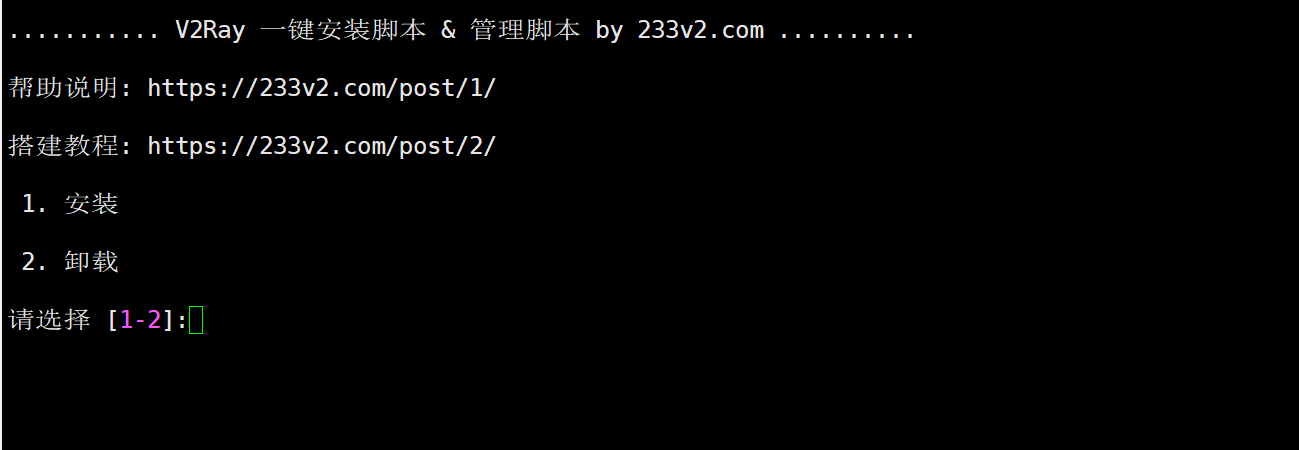 ........... V2Ray 一键安装脚本 & 管理脚本 by 233v2.com ..........
帮助说明: https://233v2.com/post/1/
搭建教程: https://233v2.com/post/2/
1. 安装
2. 卸载
请选择 [1-2]: